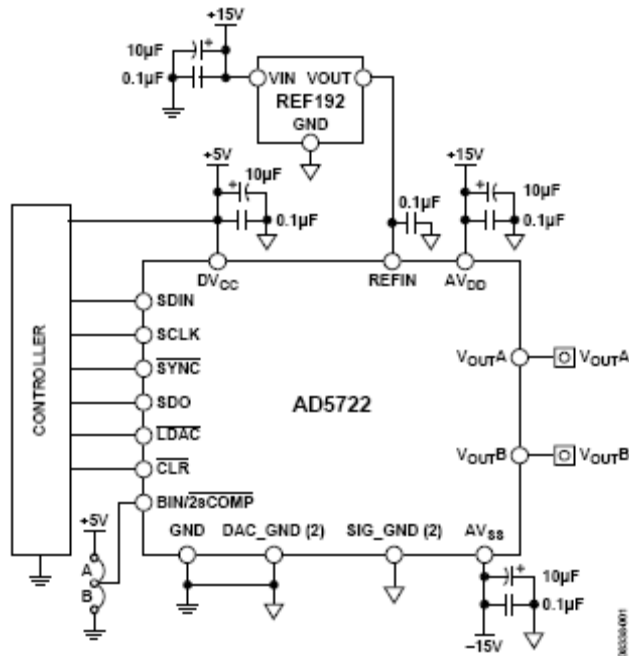 +15V
10µF
+
0.1µF
VIN VOUT
REF192
GND
+5V
+
10µF
0.1µF
0.1µF
+15V
+
10µF
0.1µF
DVCC
REFIN
AVDD
CONTROLLER
SDIN
SCLK
SYNC
SDO
LDAC
CLR
BIN/2sCOMP
AD5722
VOUTA
VOUTA
VOUTB
VOUTB
+5V
A
B
GND
DAC_GND (2)
SIG_GND (2)
AVSS
+
10µF
0.1µF
–15V